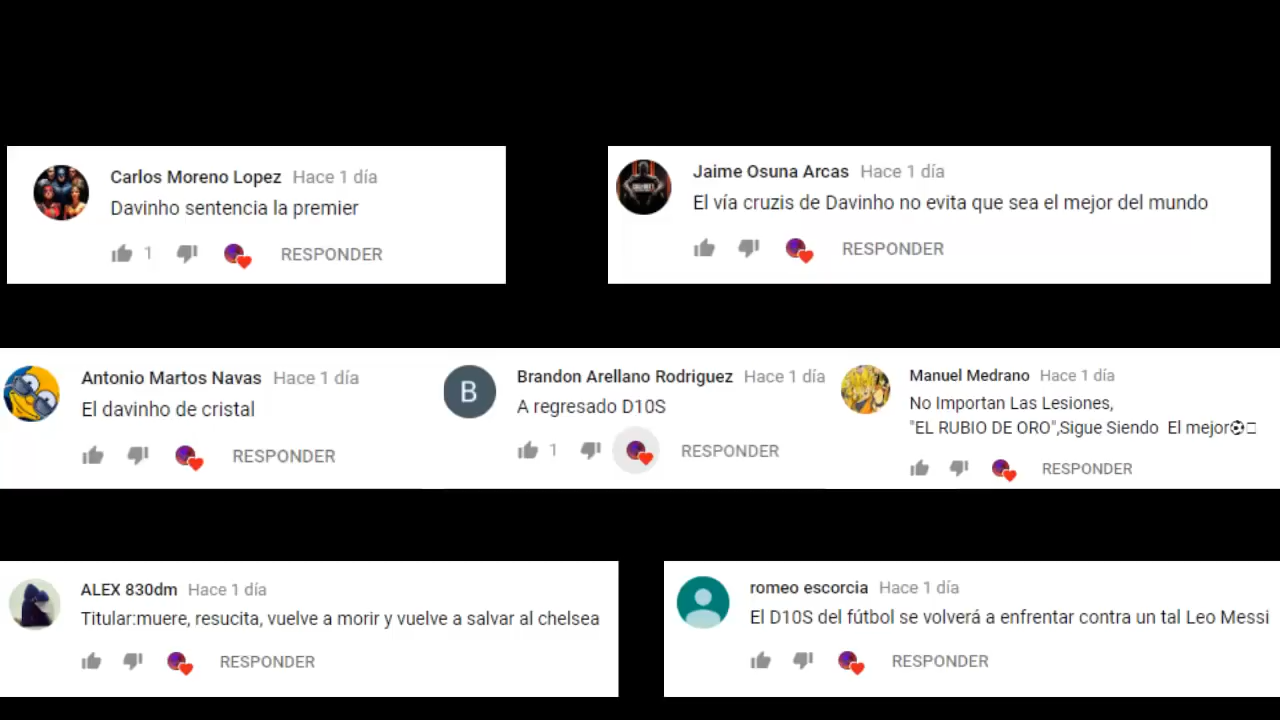 Carlos Moreno Lopez Hace 1 día
Davinho sentencia la premier
1 RESPONDER
Jaime Osuna Arcas Hace 1 día
El vía cruzis de Davinho no evita que sea el mejor del mundo
RESPONDER
Antonio Martos Navas Hace 1 día
El davinho de cristal
RESPONDER
B
Brandon Arellano Rodriguez Hace 1 día
A regresado D10S
1 RESPONDER
Manuel Medrano Hace 1 día
No Importan Las Lesiones,
"EL RUBIO DE ORO",Sigue Siendo El mejor⚽□
RESPONDER
ALEX 830dm Hace 1 día
Titular:muere, resucita, vuelve a morir y vuelve a salvar al chelsea
RESPONDER
romeo escorcia Hace 1 día
El D10S del fútbol se volverá a enfrentar contra un tal Leo Messi
RESPONDER